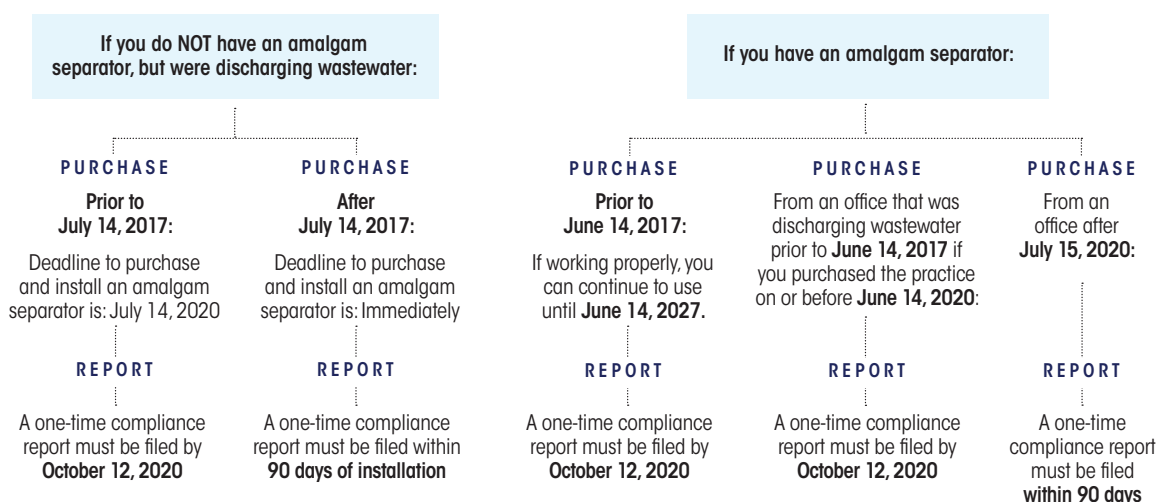 If you do NOT have an amalgam
separator, but were discharging wastewater:
PURCHASE
Prior to
July 14, 2017:
Deadline to purchase
and install an amalgam
separator is: July 14, 2020
REPORT
A one-time compliance
report must be filed by
October 12, 2020
PURCHASE
After
July 14, 2017:
Deadline to purchase
and install an amalgam
separator is: Immediately
REPORT
A one-time compliance
report must be filed within
90 days of installation
If you have an amalgam separator:
PURCHASE
Prior to
June 14, 2017:
If working properly, you
can continue to use
until June 14, 2027.
REPORT
A one-time compliance
report must be filed by
October 12, 2020
PURCHASE
From an office that was
discharging wastewater
prior to June 14, 2017 if
you purchased the practice
on or before June 14, 2020:
REPORT
A one-time compliance
report must be filed by
October 12, 2020
PURCHASE
From an
office after
July 15, 2020:
REPORT
A one-time
compliance report
must be filed
within 90 days